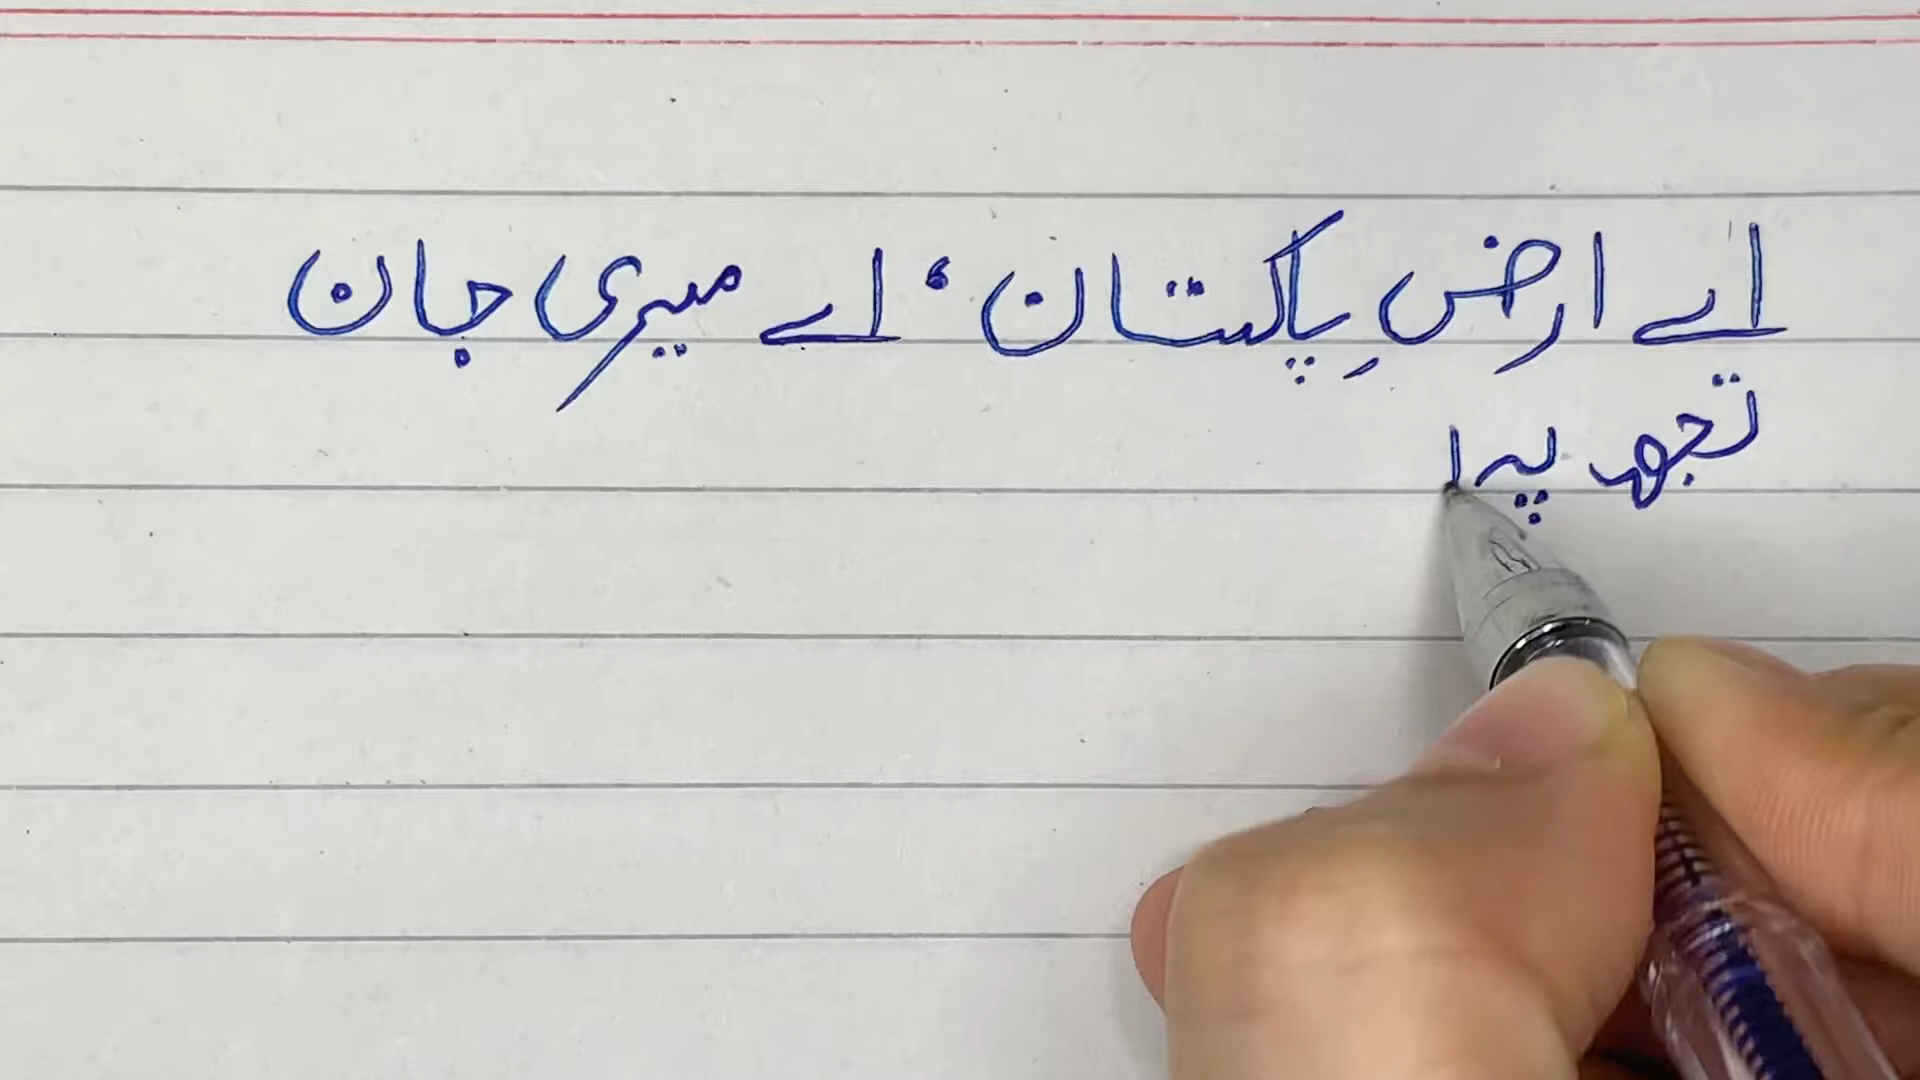 اے ارضِ پاکستان، اے میری جان
تجھ پہ ا